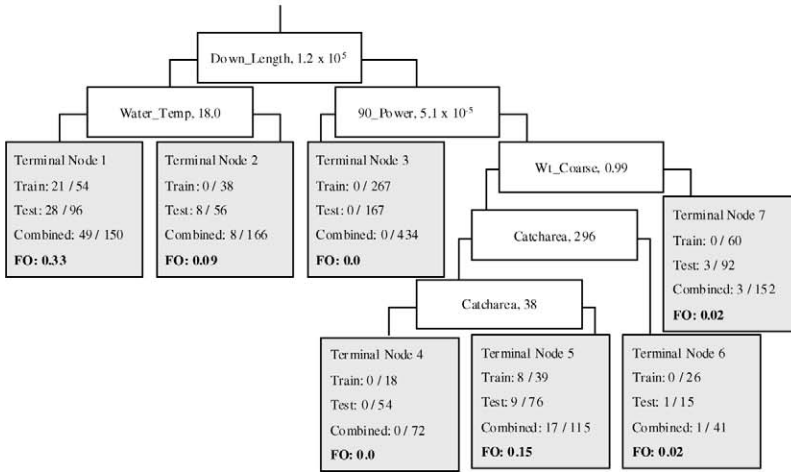 Down_Length, 1.2 x 10⁵
Water_Temp, 18.0
90_Power, 5.1 x 10⁻⁵
Terminal Node 1
Train: 21 / 54
Test: 28 / 96
Combined: 49 / 150
FO: 0.33
Terminal Node 2
Train: 0 / 38
Test: 8 / 56
Combined: 8 / 166
FO: 0.09
Terminal Node 3
Train: 0 / 267
Test: 0 / 167
Combined: 0 / 434
FO: 0.0
Wt_Coarse, 0.99
Catcharea, 296
Terminal Node 7
Train: 0 / 60
Test: 3 / 92
Combined: 3 / 152
FO: 0.02
Catcharea, 38
Terminal Node 4
Train: 0 / 18
Test: 0 / 54
Combined: 0 / 72
FO: 0.0
Terminal Node 5
Train: 8 / 39
Test: 9 / 76
Combined: 17 / 115
FO: 0.15
Terminal Node 6
Train: 0 / 26
Test: 1 / 15
Combined: 1 / 41
FO: 0.02